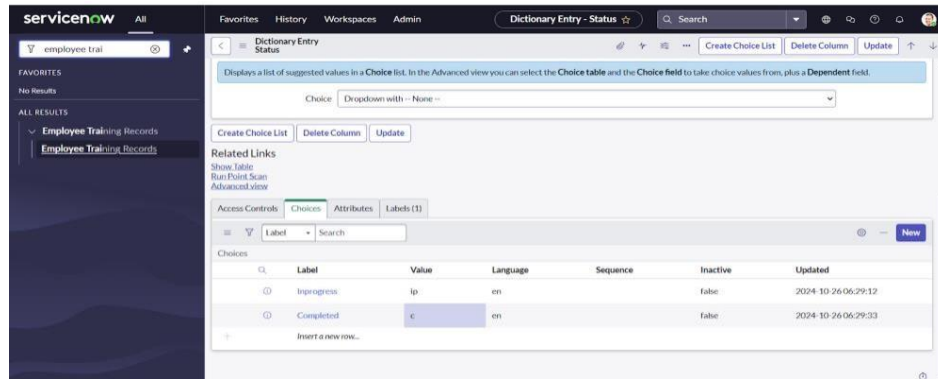 servicenow All Favorites History Workspaces Admin Dictionary Entry - Status Search
employee trai
Dictionary Entry
Status
Create Choice List Delete Column Update
FAVORITES
No Results
ALL RESULTS
Employee Training Records
Employee Training Records
Displays a list of suggested values in a Choice list. In the Advanced view you can select the Choice table and the Choice field to take choice values from, plus a Dependent field.
Choice Dropdown with -- None --
Create Choice List Delete Column Update
Related Links
Show Table
Run Point Scan
Advanced view
Access Controls Choices Attributes Labels (1)
Label Search New
Choices
Label Value Language Sequence Inactive Updated
Inprogress ip en false 2024-10-26 06:29:12
Completed c en false 2024-10-26 06:29:33
Insert a new row...